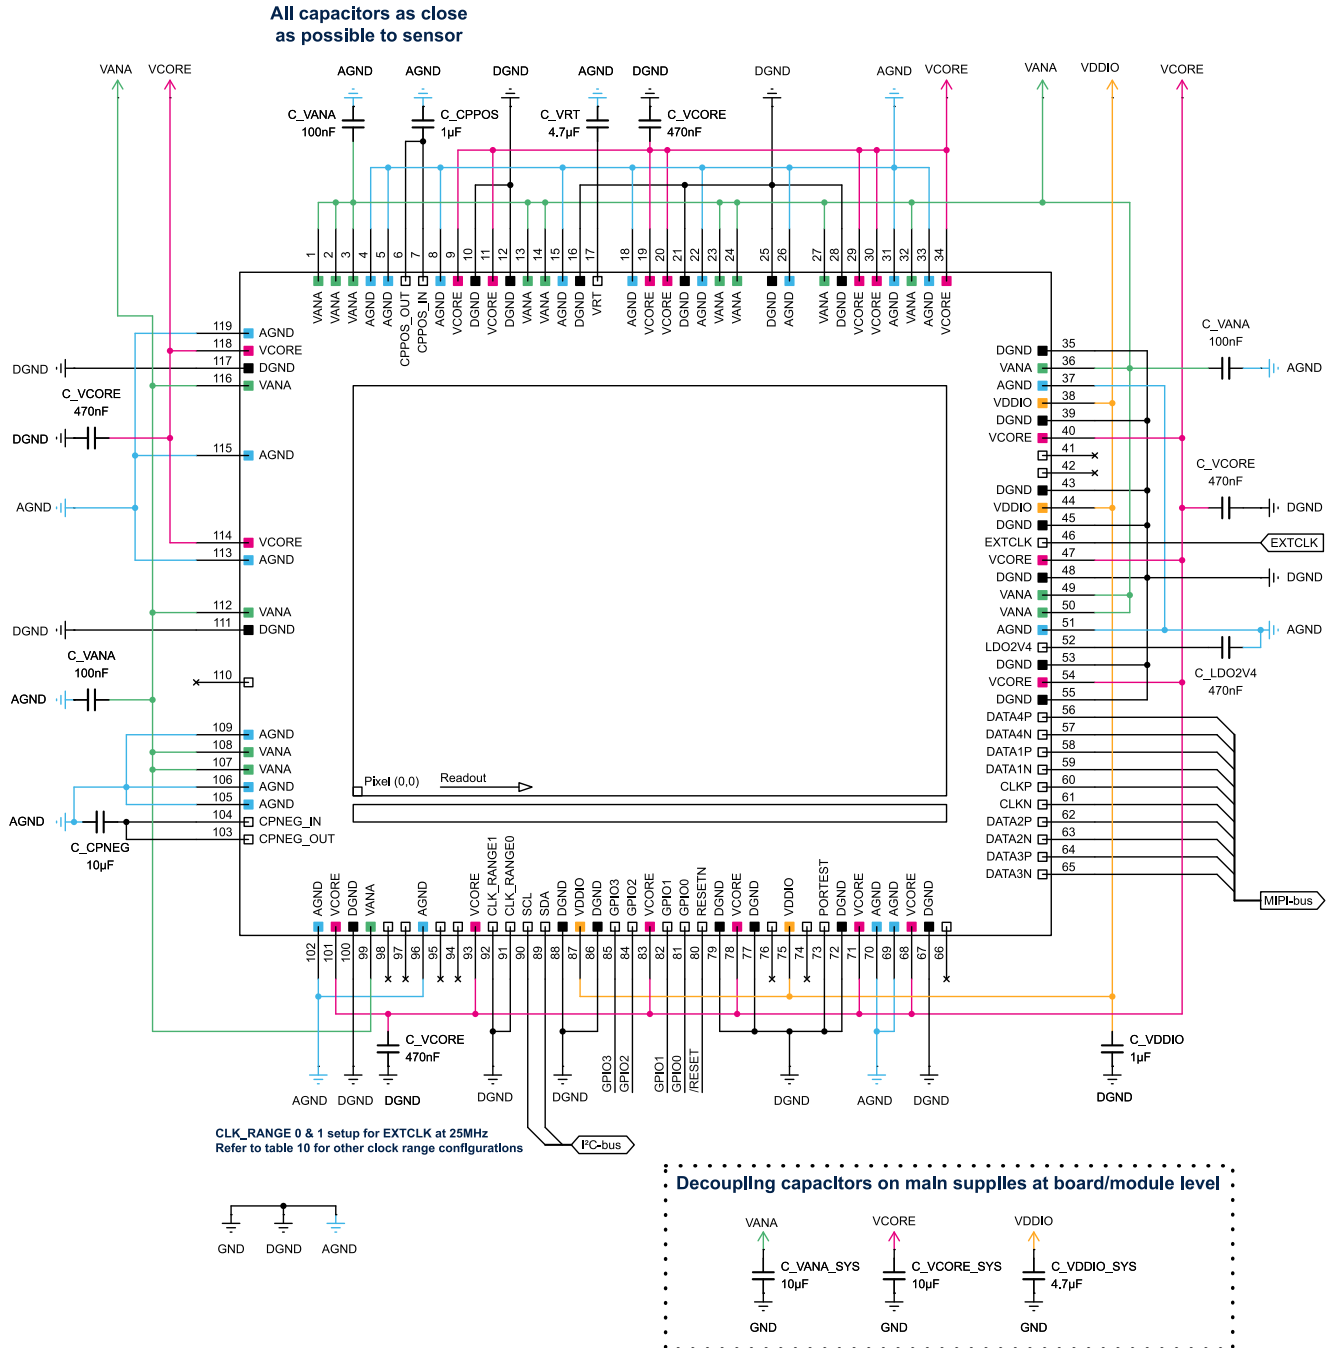 All capacitors as close
as possible to sensor
VANA
VCORE
AGND
AGND
DGND
AGND
DGND
DGND
AGND
VCORE
VANA
VDDIO
VCORE
C_VANA
100nF
C_CPPOS
1µF
C_VRT
4.7µF
C_VCORE
470nF
1
2
3
4
5
6
7
8
9
10
11
12
13
14
15
16
17
18
19
20
21
22
23
24
25
26
27
28
29
30
31
32
33
34
VANA
VANA
VANA
AGND
AGND
CPPOS_OUT
CPPOS_IN
AGND
VCORE
DGND
VCORE
DGND
VANA
VANA
AGND
DGND
VRT
AGND
VCORE
VCORE
DGND
AGND
VANA
VANA
DGND
AGND
VANA
DGND
VCORE
VCORE
AGND
VANA
AGND
VCORE
119 AGND
118 VCORE
DGND 117 DGND
116 VANA
C_VCORE
470nF
DGND
115 AGND
AGND
114 VCORE
113 AGND
112 VANA
DGND 111 DGND
C_VANA
100nF
110
AGND
109 AGND
108 VANA
107 VANA
106 AGND
105 AGND
AGND 104 CPNEG_IN
103 CPNEG_OUT
C_CPNEG
10µF
Pixel (0,0) Readout
DGND 35
VANA 36
AGND 37
VDDIO 38
DGND 39
VCORE 40
41
42
DGND 43
VDDIO 44
DGND 45
EXTCLK 46
VCORE 47
DGND 48
VANA 49
VANA 50
AGND 51
LDO2V4 52
DGND 53
VCORE 54
DGND 55
DATA4P 56
DATA4N 57
DATA1P 58
DATA1N 59
CLKP 60
CLKN 61
DATA2P 62
DATA2N 63
DATA3P 64
DATA3N 65
C_VANA
100nF
AGND
C_VCORE
470nF
DGND
EXTCLK
DGND
AGND
C_LDO2V4
470nF
MIPI-bus
AGND
VCORE
DGND
VANA
AGND
VCORE
CLK_RANGE1
CLK_RANGE0
SCL
SDA
DGND
VDDIO
DGND
GPIO3
GPIO2
VCORE
GPIO1
GPIO0
RESETN
DGND
VCORE
DGND
VDDIO
PORTEST
DGND
VCORE
AGND
AGND
VCORE
DGND
102
101
100
99
98
97
96
95
94
93
92
91
90
89
88
87
86
85
84
83
82
81
80
79
78
77
76
75
74
73
72
71
70
69
68
67
66
C_VCORE
470nF
GPIO3
GPIO2
GPIO1
GPIO0
/RESET
C_VDDIO
1µF
AGND
DGND
DGND
DGND
DGND
DGND
AGND
DGND
DGND
CLK_RANGE 0 & 1 setup for EXTCLK at 25MHz
Refer to table 10 for other clock range configurations
I²C-bus
GND
DGND
AGND
Decoupling capacitors on main supplies at board/module level
VANA
VCORE
VDDIO
C_VANA_SYS
10µF
C_VCORE_SYS
10µF
C_VDDIO_SYS
4.7µF
GND
GND
GND